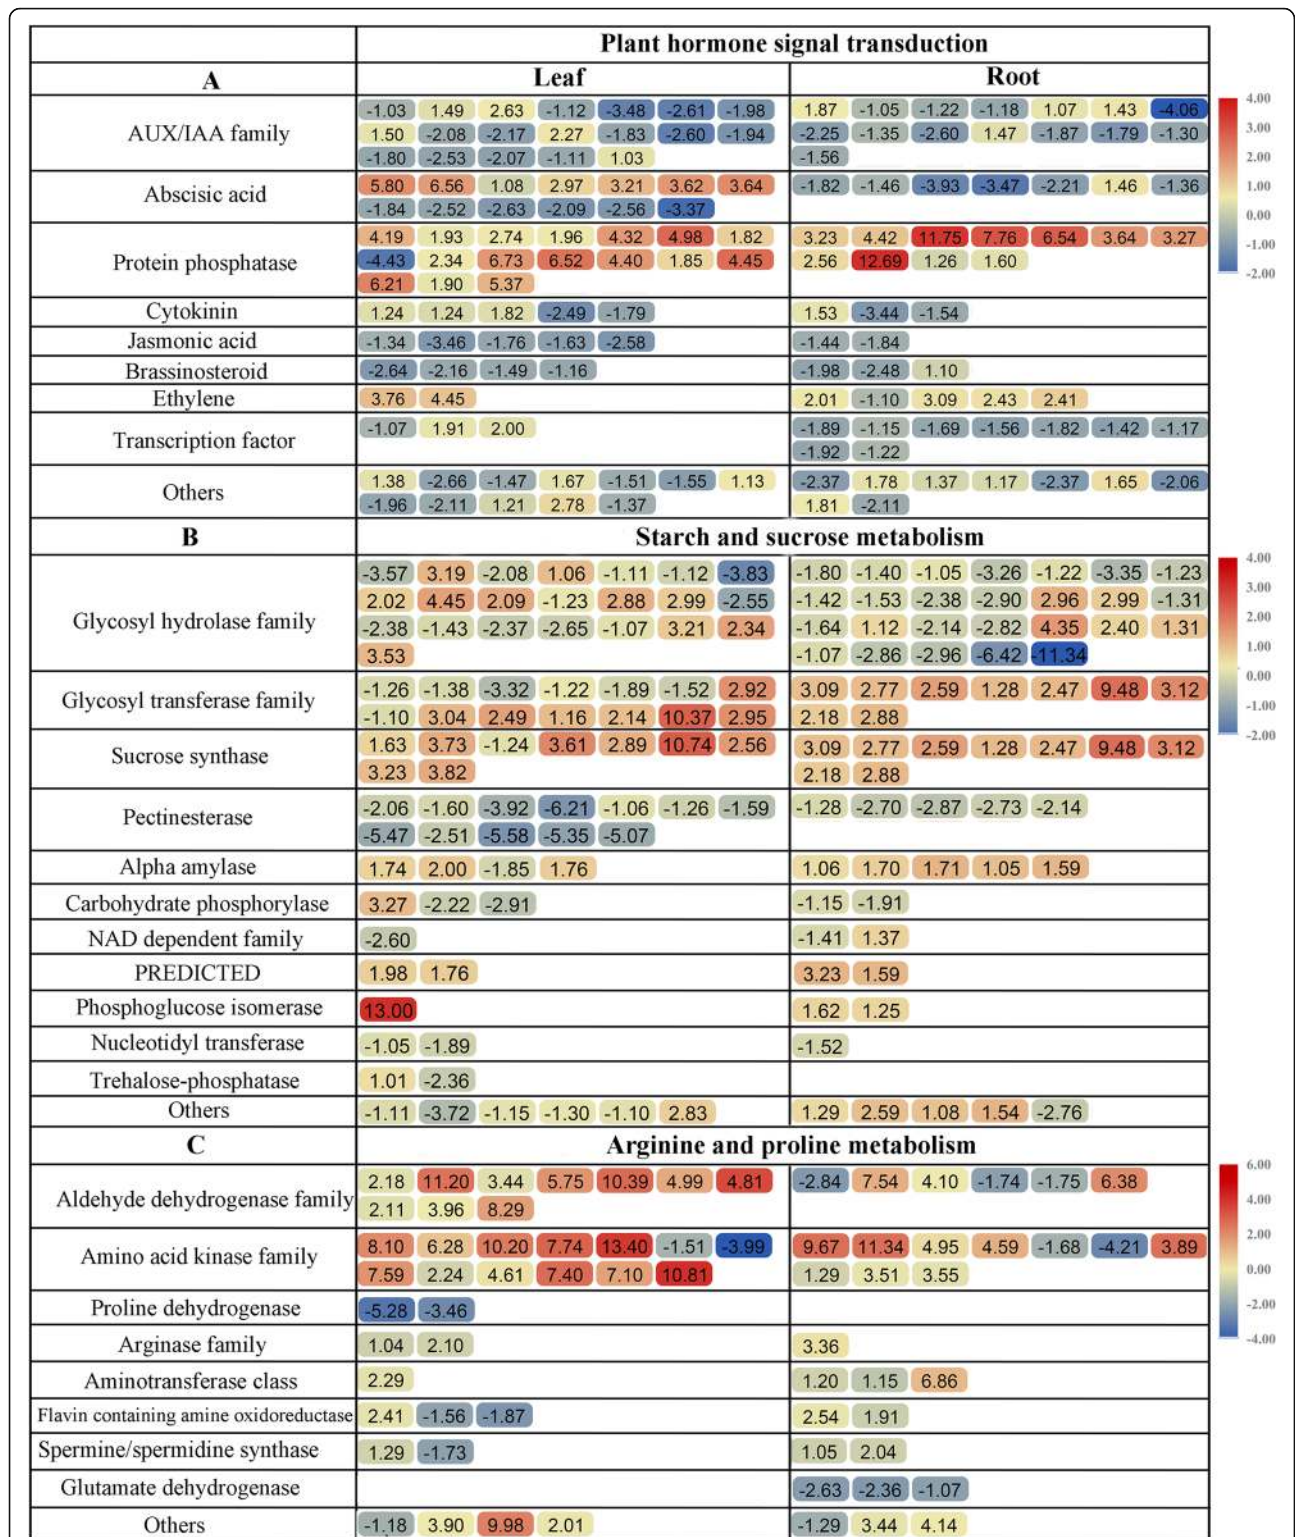 Plant hormone signal transduction
A Leaf Root
-1.03 1.49 2.63 -1.12 -3.48 -2.61 -1.98 1.87 -1.05 -1.22 -1.18 1.07 1.43 -4.06
AUX/IAA family 1.50 -2.08 -2.17 2.27 -1.83 -2.60 -1.94 -2.25 -1.35 -2.60 1.47 -1.87 -1.79 -1.30
-1.80 -2.53 -2.07 -1.11 1.03 -1.56
Abscisic acid 5.80 6.56 1.08 2.97 3.21 3.62 3.64 -1.82 -1.46 -3.93 -3.47 -2.21 1.46 -1.36
-1.84 -2.52 -2.63 -2.09 -2.56 -3.37
4.19 1.93 2.74 1.96 4.32 4.98 1.82 3.23 4.42 11.75 7.76 6.54 3.64 3.27
Protein phosphatase -4.43 2.34 6.73 6.52 4.40 1.85 4.45 2.56 12.69 1.26 1.60
6.21 1.90 5.37
Cytokinin 1.24 1.24 1.82 -2.49 -1.79 1.53 -3.44 -1.54
Jasmonic acid -1.34 -3.46 -1.76 -1.63 -2.58 -1.44 -1.84
Brassinosteroid -2.64 -2.16 -1.49 -1.16 -1.98 -2.48 1.10
Ethylene 3.76 4.45 2.01 -1.10 3.09 2.43 2.41
Transcription factor -1.07 1.91 2.00 -1.89 -1.15 -1.69 -1.56 -1.82 -1.42 -1.17
-1.92 -1.22
Others 1.38 -2.66 -1.47 1.67 -1.51 -1.55 1.13 -2.37 1.78 1.37 1.17 -2.37 1.65 -2.06
-1.96 -2.11 1.21 2.78 -1.37 1.81 -2.11
4.00
3.00
2.00
1.00
0.00
-1.00
-2.00
B Starch and sucrose metabolism
-3.57 3.19 -2.08 1.06 -1.11 -1.12 -3.83 -1.80 -1.40 -1.05 -3.26 -1.22 -3.35 -1.23
2.02 4.45 2.09 -1.23 2.88 2.99 -2.55 -1.42 -1.53 -2.38 -2.90 2.96 2.99 -1.31
Glycosyl hydrolase family -2.38 -1.43 -2.37 -2.65 -1.07 3.21 2.34 -1.64 1.12 -2.14 -2.82 4.35 2.40 1.31
3.53 -1.07 -2.86 -2.96 -6.42 -11.34
Glycosyl transferase family -1.26 -1.38 -3.32 -1.22 -1.89 -1.52 2.92 3.09 2.77 2.59 1.28 2.47 9.48 3.12
-1.10 3.04 2.49 1.16 2.14 10.37 2.95 2.18 2.88
Sucrose synthase 1.63 3.73 -1.24 3.61 2.89 10.74 2.56 3.09 2.77 2.59 1.28 2.47 9.48 3.12
3.23 3.82 2.18 2.88
Pectinesterase -2.06 -1.60 -3.92 -6.21 -1.06 -1.26 -1.59 -1.28 -2.70 -2.87 -2.73 -2.14
-5.47 -2.51 -5.58 -5.35 -5.07
Alpha amylase 1.74 2.00 -1.85 1.76 1.06 1.70 1.71 1.05 1.59
Carbohydrate phosphorylase 3.27 -2.22 -2.91 -1.15 -1.91
NAD dependent family -2.60 -1.41 1.37
PREDICTED 1.98 1.76 3.23 1.59
Phosphoglucose isomerase 13.00 1.62 1.25
Nucleotidyl transferase -1.05 -1.89 -1.52
Trehalose-phosphatase 1.01 -2.36
Others -1.11 -3.72 -1.15 -1.30 -1.10 2.83 1.29 2.59 1.08 1.54 -2.76
4.00
3.00
2.00
1.00
0.00
-1.00
-2.00
C Arginine and proline metabolism
Aldehyde dehydrogenase family 2.18 11.20 3.44 5.75 10.39 4.99 4.81 -2.84 7.54 4.10 -1.74 -1.75 6.38
2.11 3.96 8.29
Amino acid kinase family 8.10 6.28 10.20 7.74 13.40 -1.51 -3.99 9.67 11.34 4.95 4.59 -1.68 -4.21 3.89
7.59 2.24 4.61 7.40 7.10 10.81 1.29 3.51 3.55
Proline dehydrogenase -5.28 -3.46
Arginase family 1.04 2.10 3.36
Aminotransferase class 2.29 1.20 1.15 6.86
Flavin containing amine oxidoreductase 2.41 -1.56 -1.87 2.54 1.91
Spermine/spermidine synthase 1.29 -1.73 1.05 2.04
Glutamate dehydrogenase -2.63 -2.36 -1.07
Others -1.18 3.90 9.98 2.01 -1.29 3.44 4.14
6.00
4.00
2.00
0.00
-2.00
-4.00